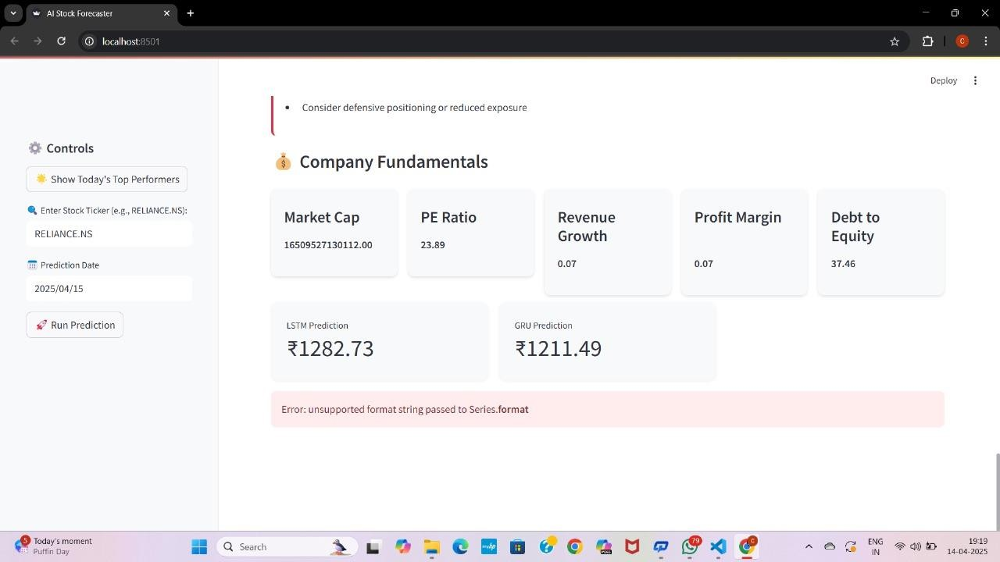 AI Stock Forecaster
localhost:8501
C
Deploy
Consider defensive positioning or reduced exposure
Controls
Show Today's Top Performers
Enter Stock Ticker (e.g., RELIANCE.NS):
RELIANCE.NS
Prediction Date
2025/04/15
Run Prediction
Company Fundamentals
Market Cap
16509527130112.00
PE Ratio
23.89
Revenue
Growth
0.07
Profit Margin
0.07
Debt to
Equity
37.46
LSTM Prediction
₹1282.73
GRU Prediction
₹1211.49
Error: unsupported format string passed to Series.format
5
Today's moment
Puffin Day
Search
myhp
79
C
ENG
IN
19:19
14-04-2025